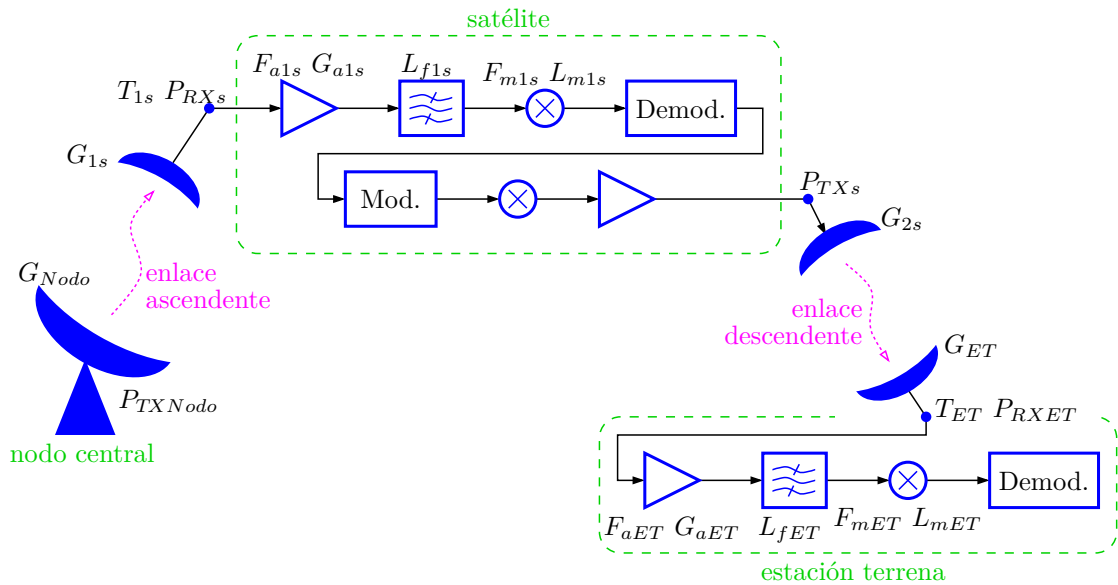 satélite
F_{a1s} G_{a1s} L_{f1s} F_{m1s} L_{m1s}
T_{1s} P_{RXs}
Demod.
G_{1s}
Mod.
P_{TXs}
G_{2s}
G_{Nodo}
enlace
ascendente
enlace
descendente
G_{ET}
P_{TXNodo}
T_{ET} P_{RXET}
nodo central
Demod.
F_{aET} G_{aET} L_{fET} F_{mET} L_{mET}
estación terrena